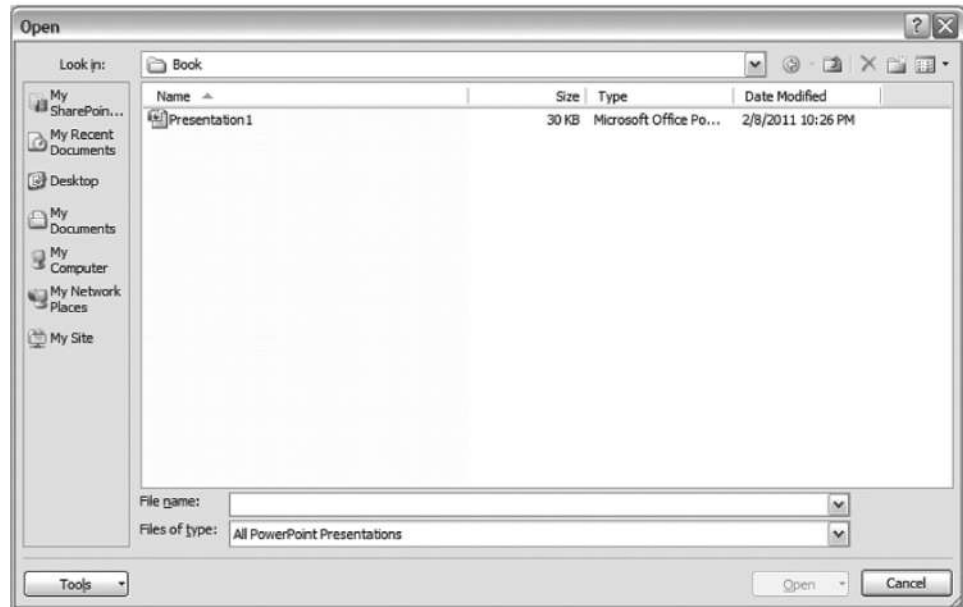 Open
Look in:
Book
My
SharePoin...
My Recent
Documents
Desktop
My
Documents
My
Computer
My Network
Places
My Site
Name Size Type Date Modified
Presentation1 30 KB Microsoft Office Po... 2/8/2011 10:26 PM
File name:
Files of type: All PowerPoint Presentations
Tools Open Cancel